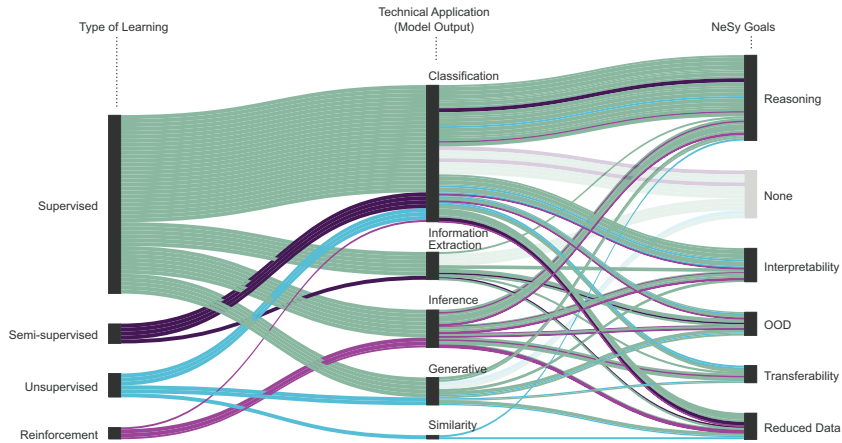 Type of Learning
Technical Application
(Model Output)
NeSy Goals
Supervised
Semi-supervised
Unsupervised
Reinforcement
Classification
Information
Extraction
Inference
Generative
Similarity
Reasoning
None
Interpretability
OOD
Transferability
Reduced Data